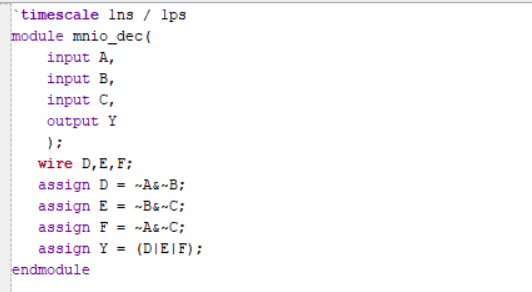 `timescale 1ns / 1ps
module mnio_dec(
input A,
input B,
input C,
output Y
);
wire D,E,F;
assign D = ~A&~B;
assign E = ~B&~C;
assign F = ~A&~C;
assign Y = (D|E|F);
endmodule